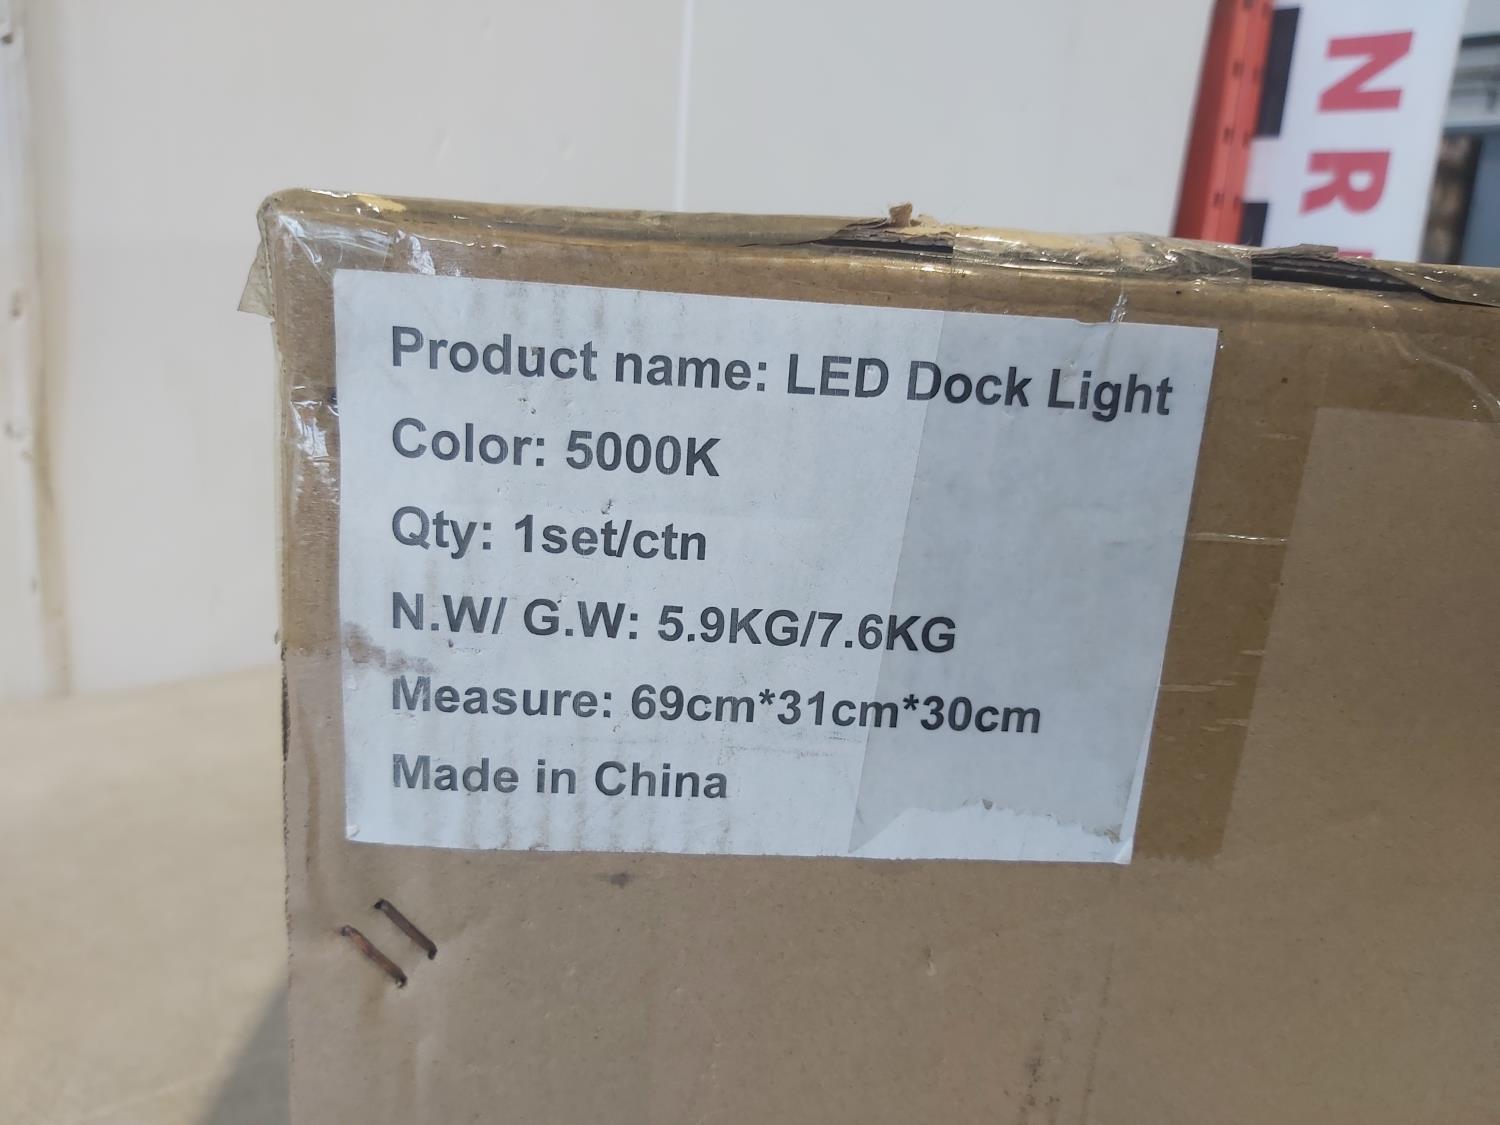 Product name: LED Dock Light
Color: 5000K
Qty: 1set/ctn
N.W/ G.W: 5.9KG/7.6KG
Measure: 69cm*31cm*30cm
Made in China
NR